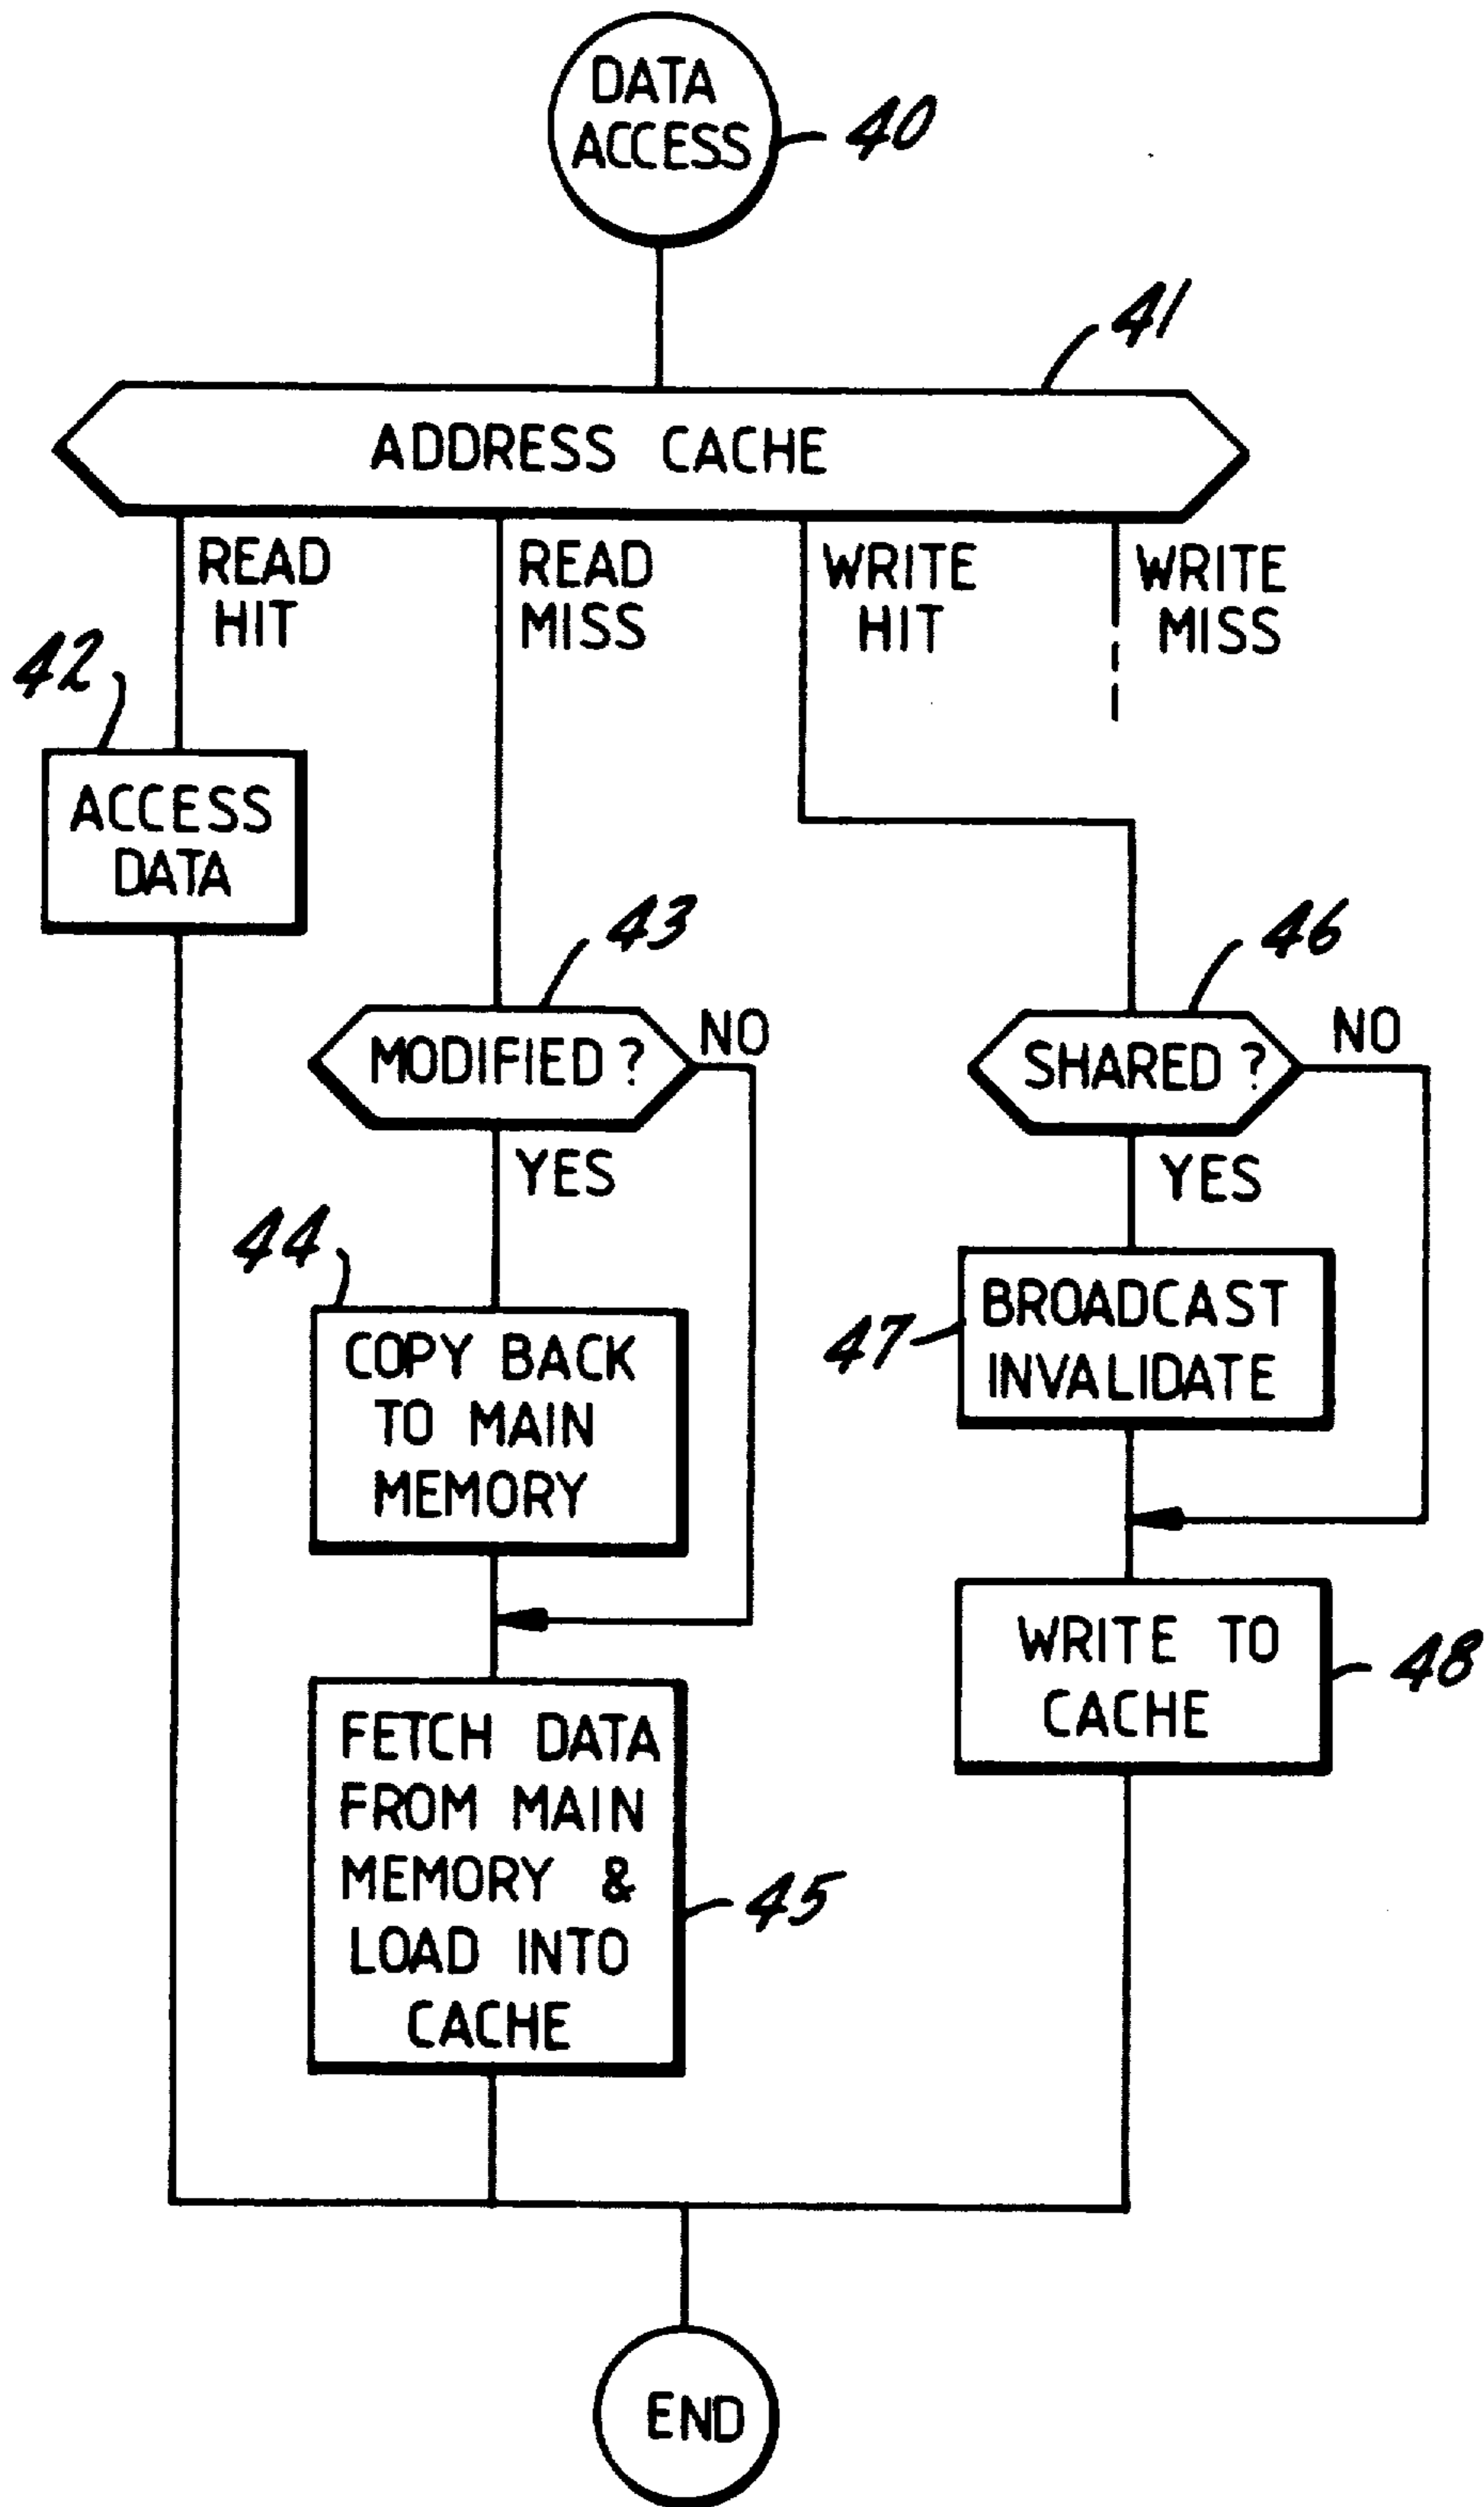 DATA
ACCESS
40
41
ADDRESS CACHE
READ
HIT
READ
MISS
WRITE
HIT
WRITE
MISS
42
ACCESS
DATA
43
MODIFIED ?
NO
YES
46
SHARED ?
NO
YES
44
COPY BACK
TO MAIN
MEMORY
47
BROADCAST
INVALIDATE
WRITE TO
CACHE
48
FETCH DATA
FROM MAIN
MEMORY &
LOAD INTO
CACHE
45
END